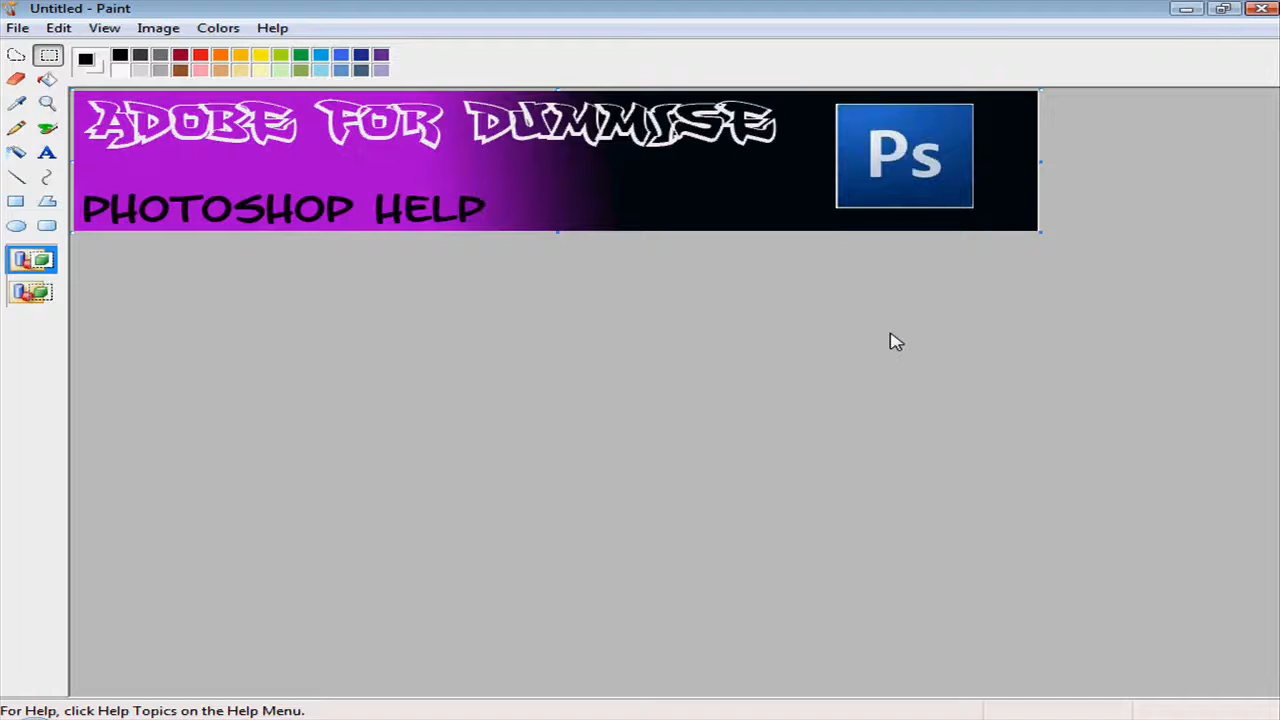 Untitled - Paint
File Edit View Image Colors Help
ADOBE FOR DUMMISE
Ps
PHOTOSHOP HELP
For Help, click Help Topics on the Help Menu.